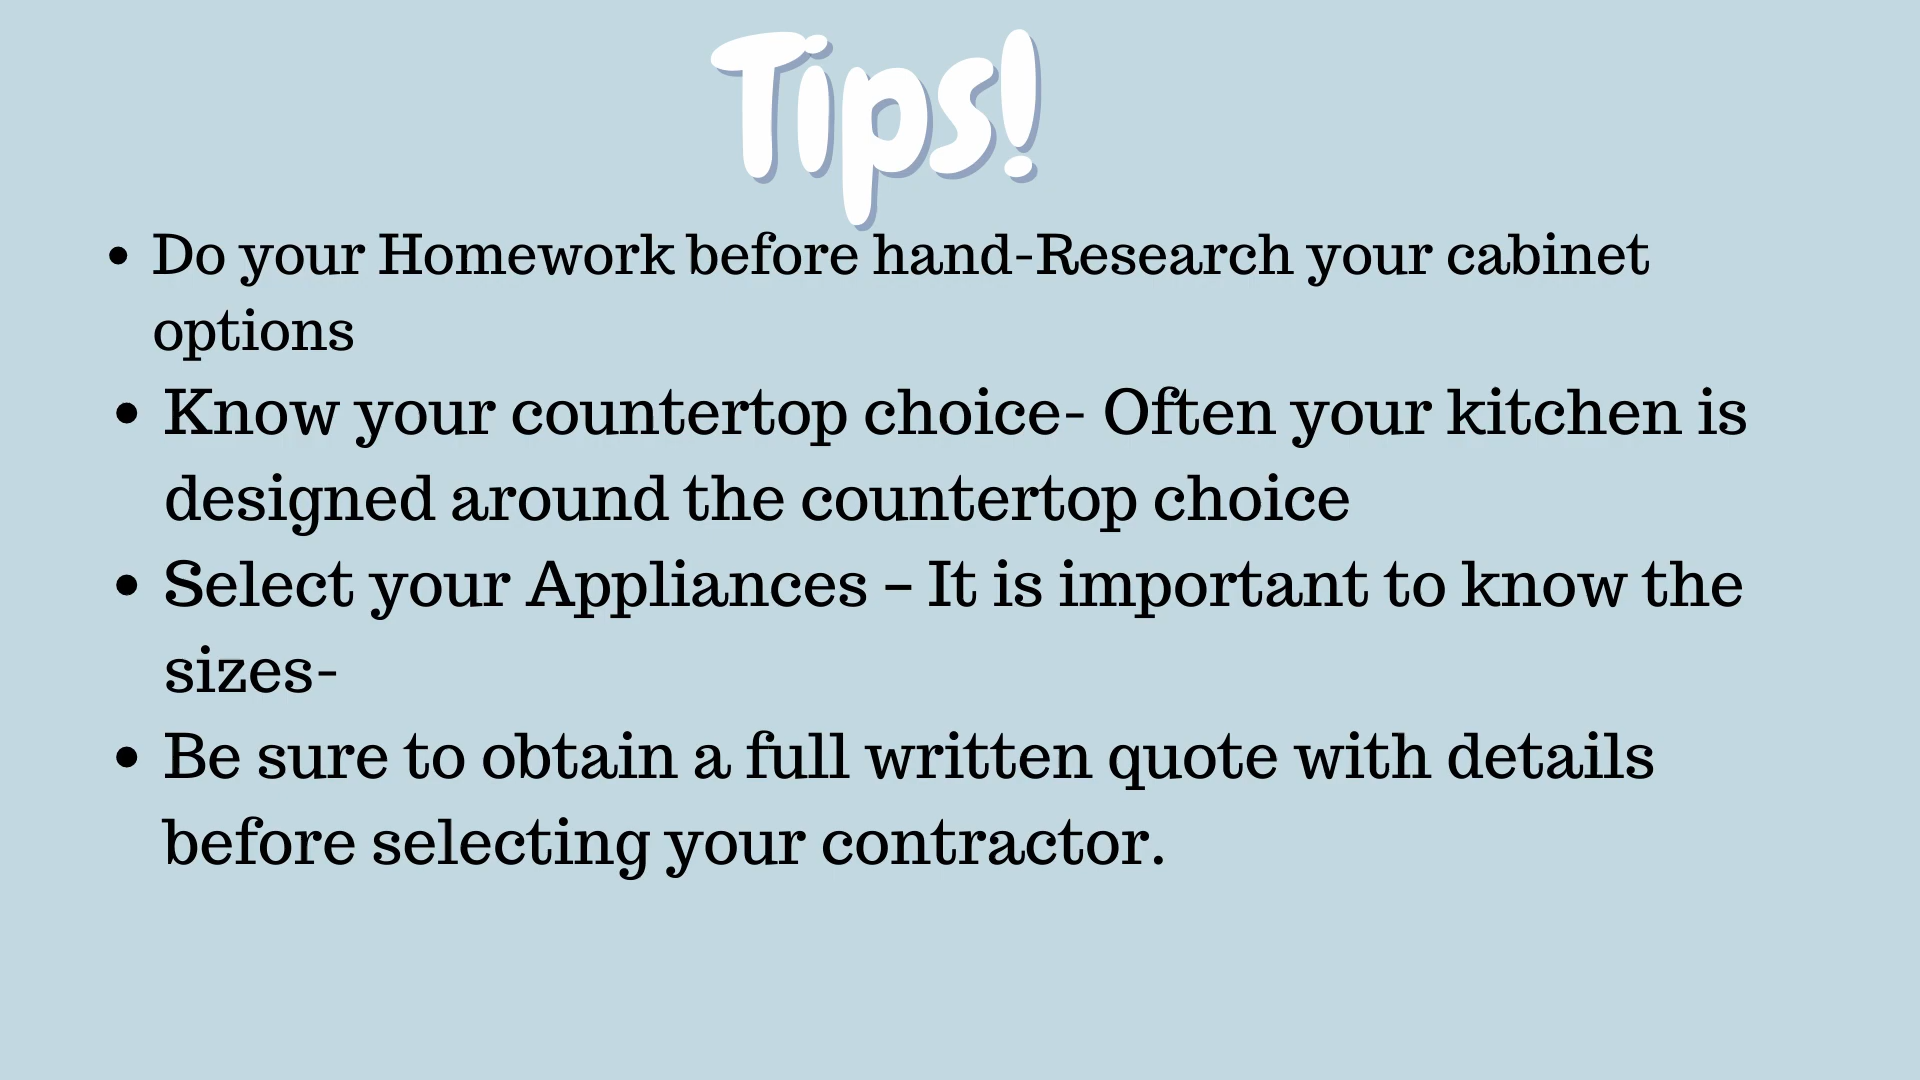 Tips!
• Do your Homework before hand-Research your cabinet
options
• Know your countertop choice- Often your kitchen is
designed around the countertop choice
• Select your Appliances – It is important to know the
sizes-
• Be sure to obtain a full written quote with details
before selecting your contractor.